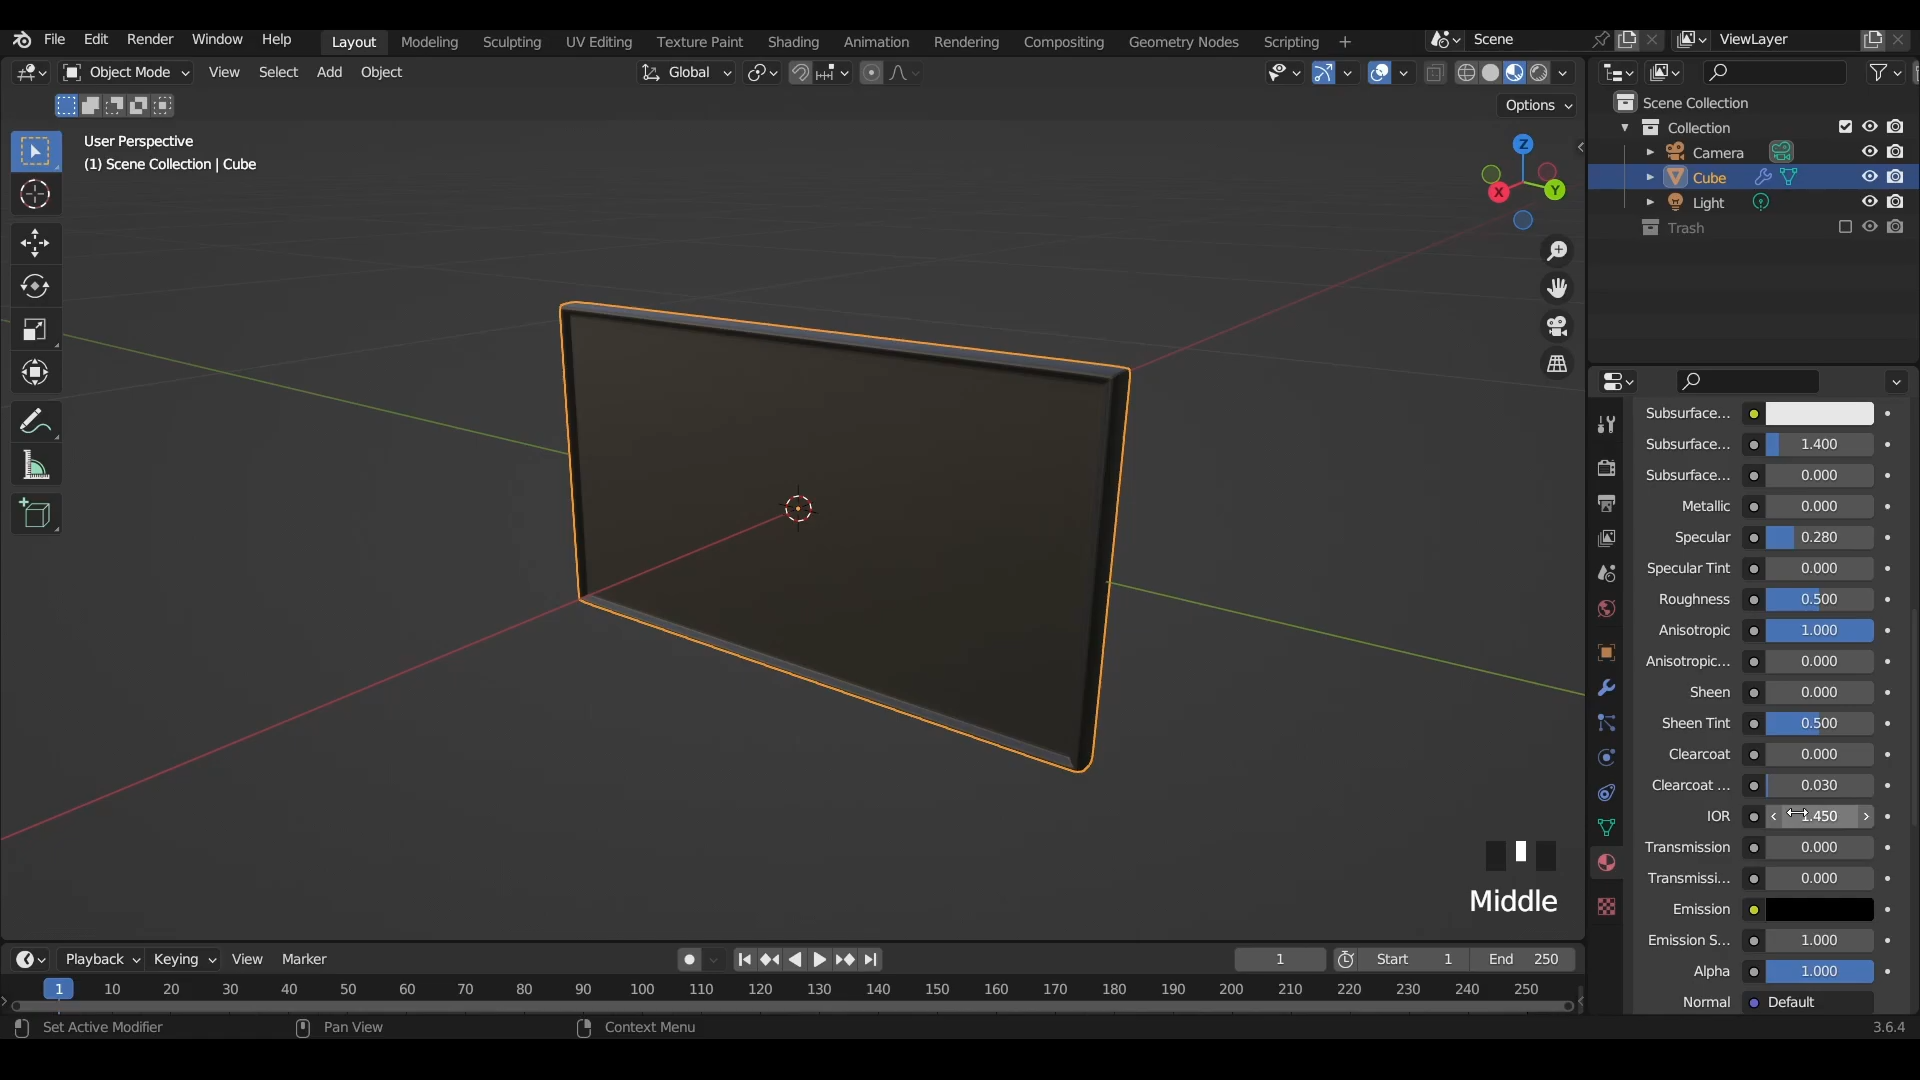 File Edit Render Window Help Layout Modeling Sculpting UV Editing Texture Paint Shading Animation Rendering Compositing Geometry Nodes Scripting + Scene ViewLayer
Object Mode View Select Add Object Global
Options
User Perspective
(1) Scene Collection | Cube
Z
X
Y
Scene Collection
Collection
Camera
Cube
Light
Trash
Subsurface...
Subsurface... 1.400
Subsurface... 0.000
Metallic 0.000
Specular 0.280
Specular Tint 0.000
Roughness 0.500
Anisotropic 1.000
Anisotropic... 0.000
Sheen 0.000
Sheen Tint 0.500
Clearcoat 0.000
Clearcoat ... 0.030
IOR 1.450
Transmission 0.000
Transmissi... 0.000
Emission
Emission S... 1.000
Alpha 1.000
Normal Default
Middle
Playback Keying View Marker 1 Start 1 End 250
1 10 20 30 40 50 60 70 80 90 100 110 120 130 140 150 160 170 180 190 200 210 220 230 240 250
Set Active Modifier Pan View Context Menu 3.6.4